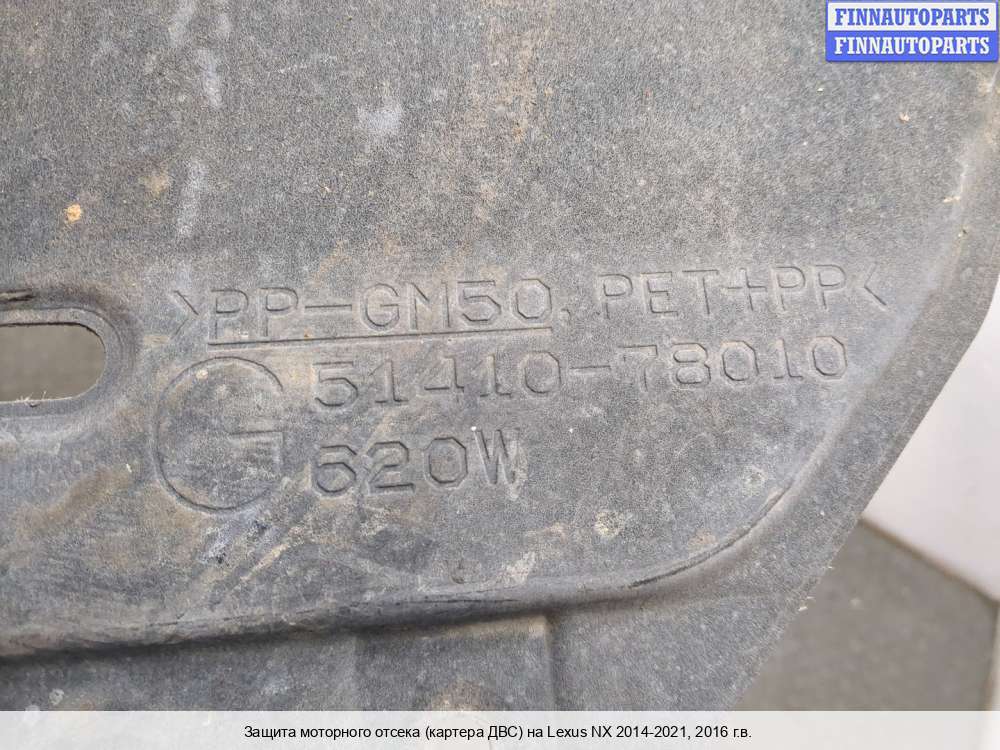 FINNAUTOPARTS
FINNAUTOPARTS
>PP-GM50, PET+PP<
51410-78010
620W
Защита моторного отсека (картера ДВС) на Lexus NX 2014-2021, 2016 г.в.